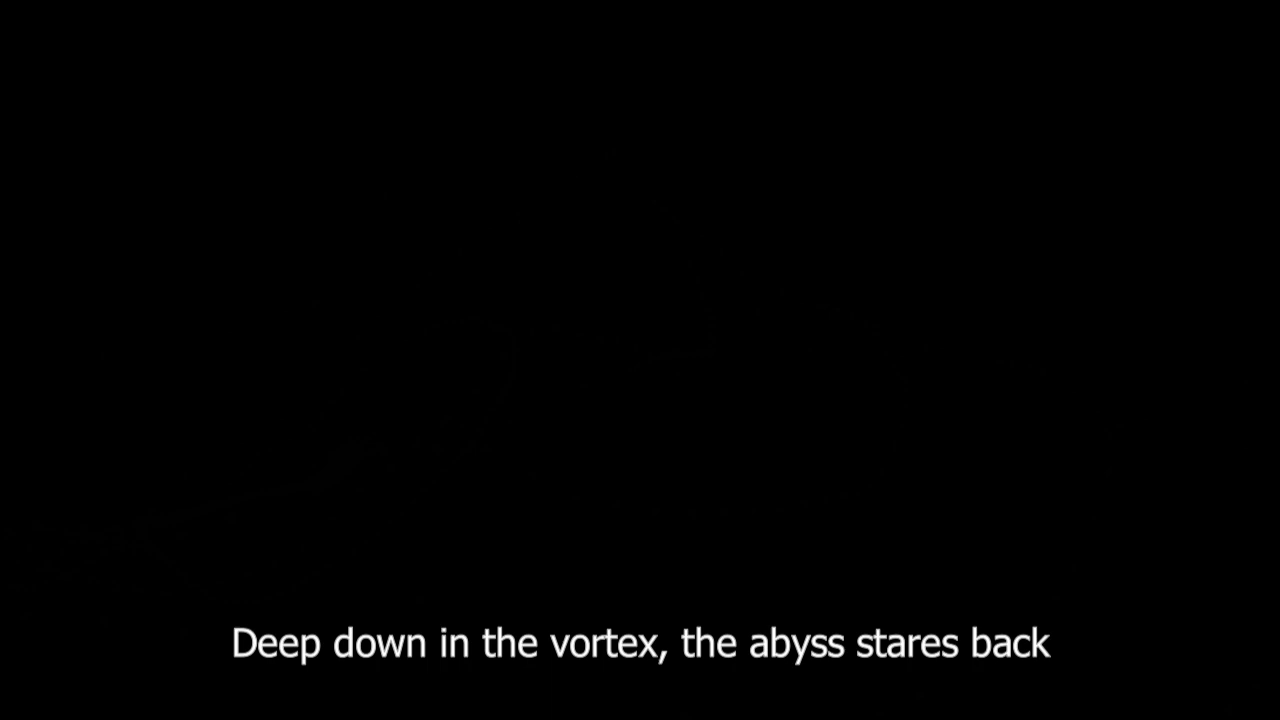 Deep down in the vortex, the abyss stares back